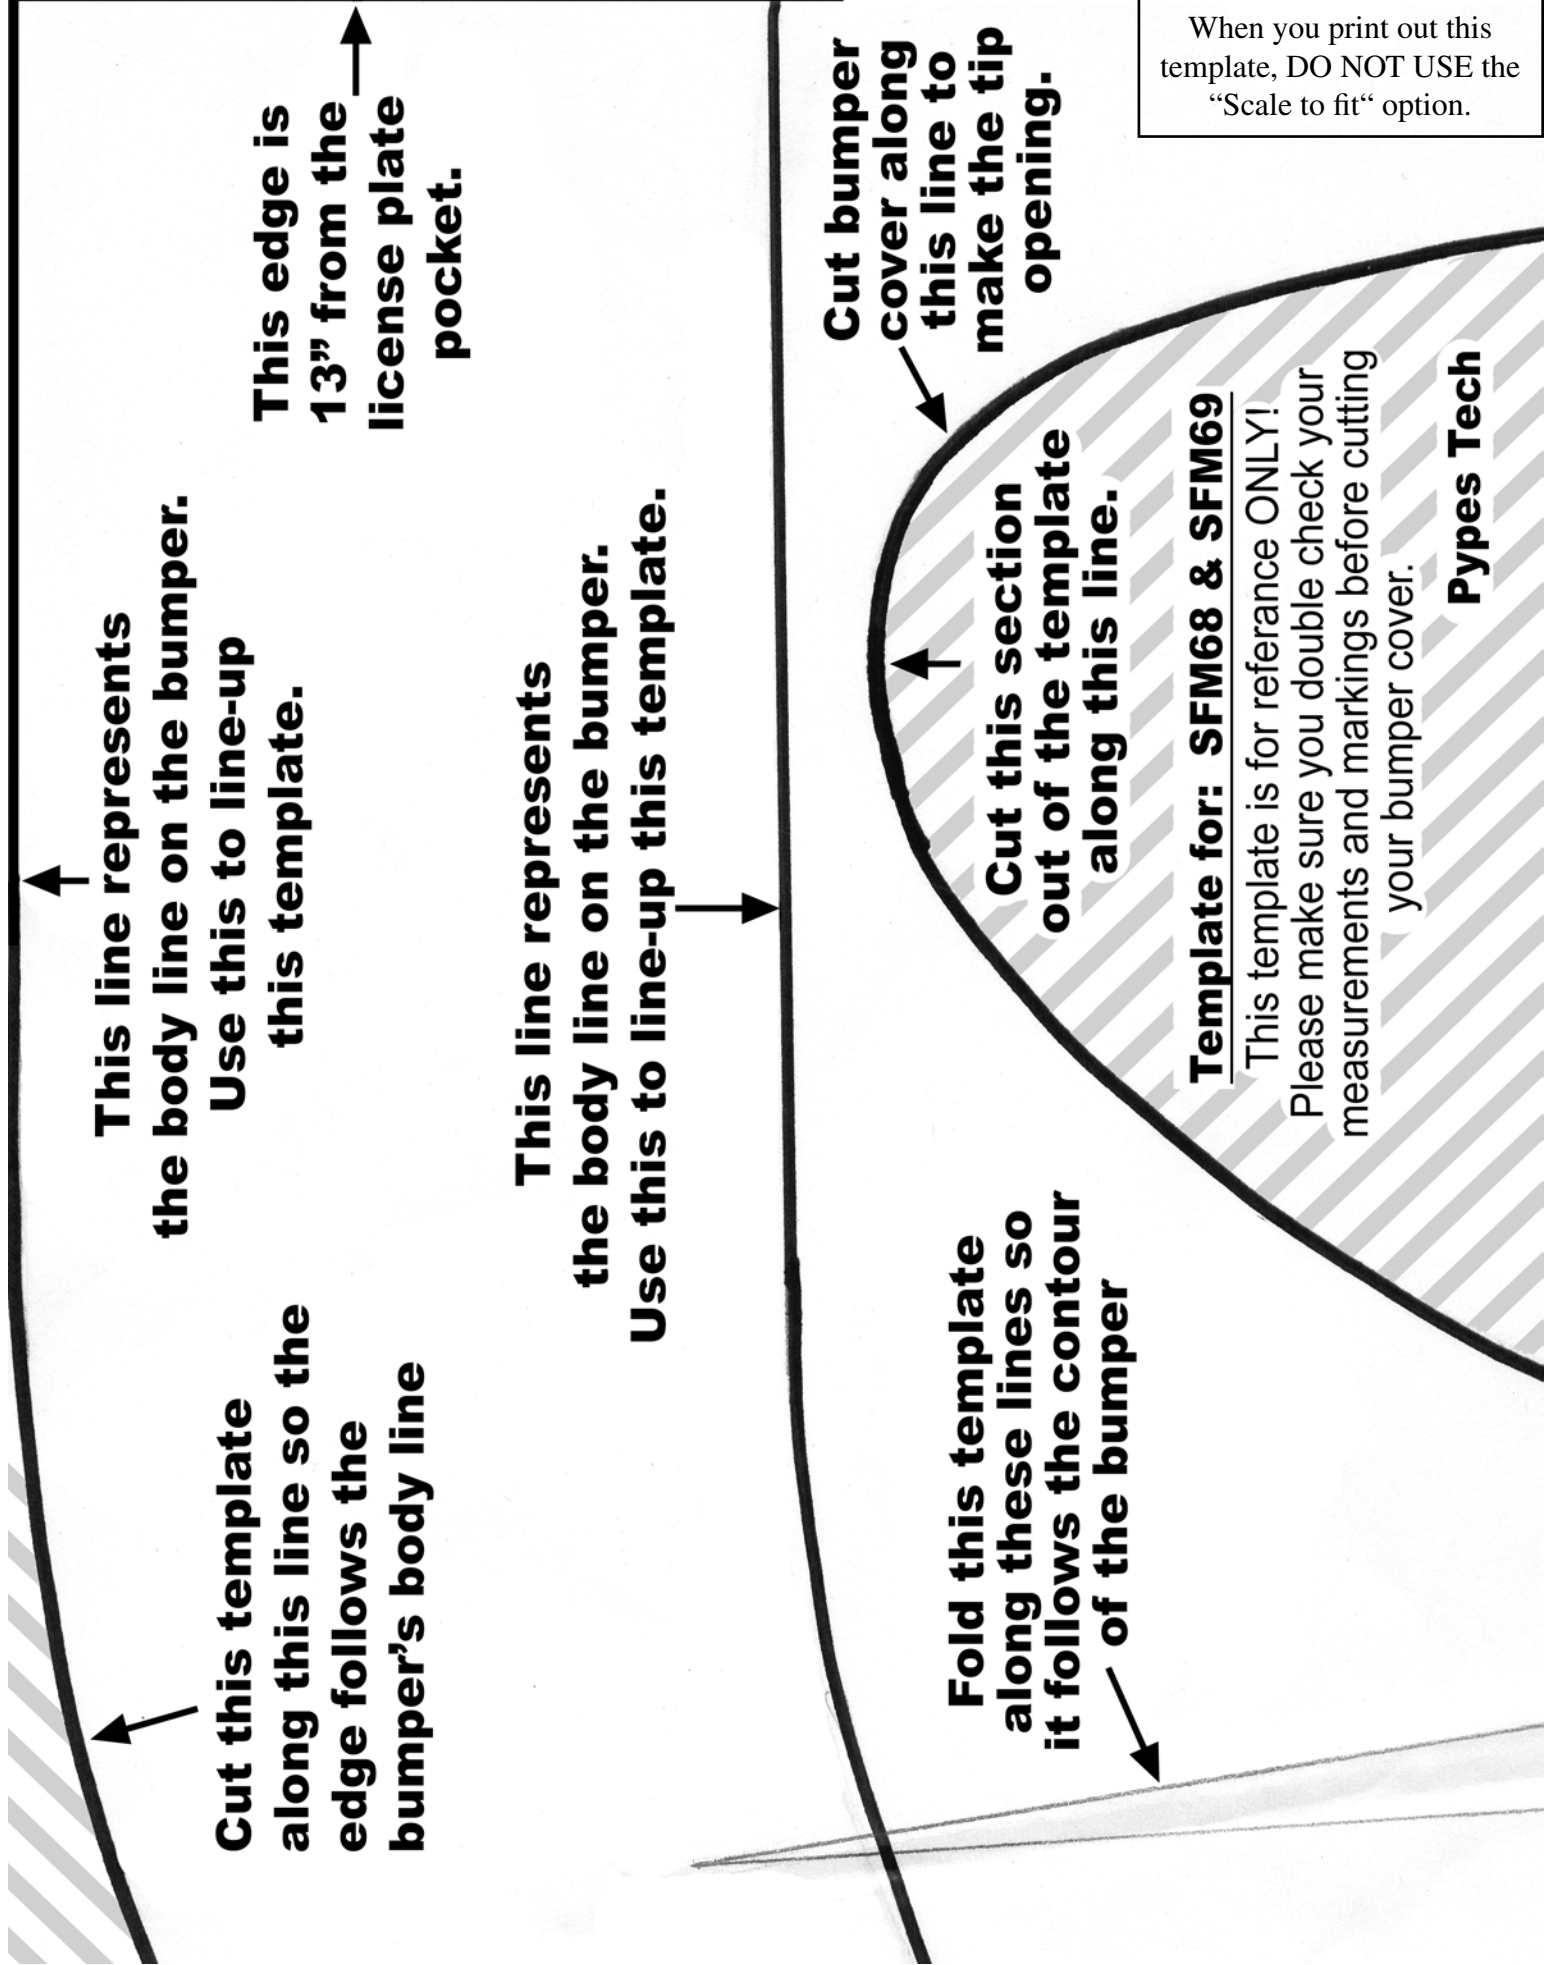 When you print out this
template, DO NOT USE the
“Scale to fit“ option.
Cut this template
along this line so the
edge follows the
bumper's body line
This line represents
the body line on the bumper.
Use this to line-up
this template.
This edge is
13” from the
license plate
pocket.
This line represents
the body line on the bumper.
Use this to line-up this template.
Fold this template
along these lines so
it follows the contour
of the bumper
Cut bumper
cover along
this line to
make the tip
opening.
Cut this section
out of the template
along this line.
Template for: SFM68 & SFM69
This template is for referance ONLY!
Please make sure you double check your
measurements and markings before cutting
your bumper cover.
Pypes Tech